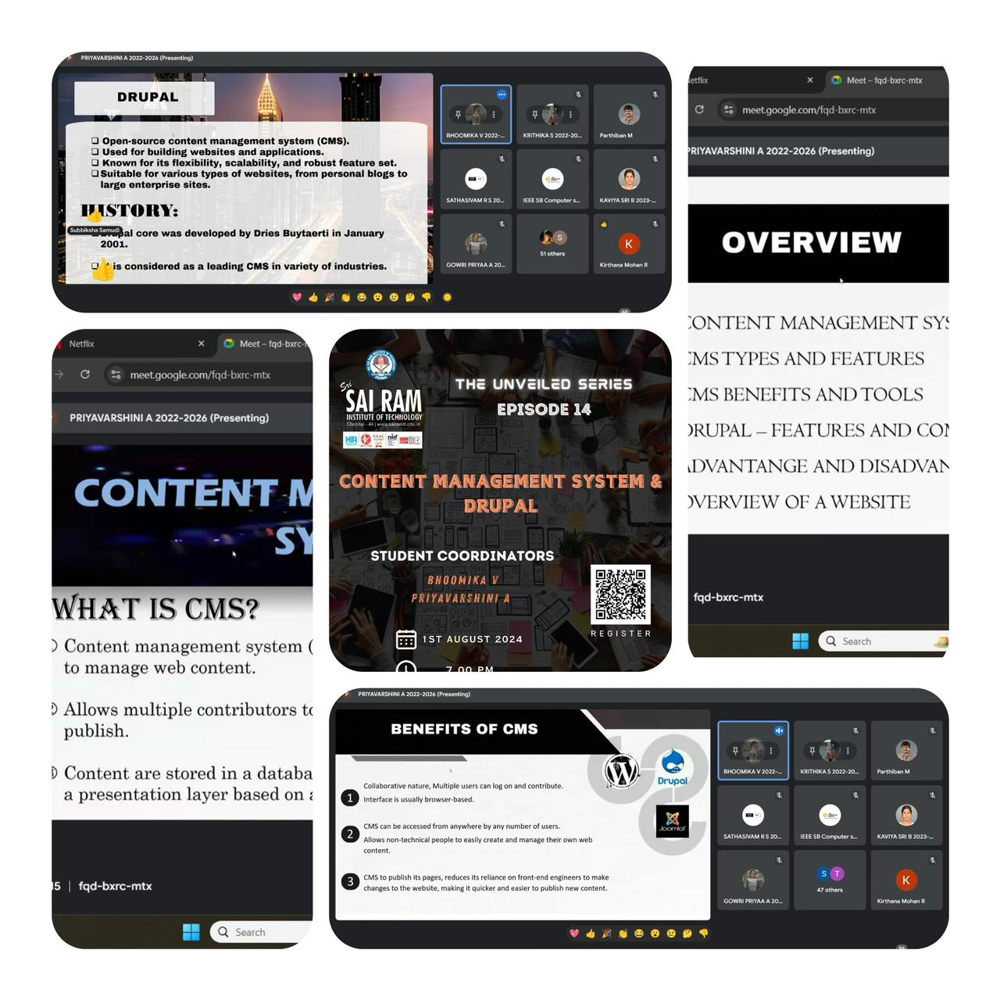 PRIYAVARSHINI A 2022-2026 (Presenting)
DRUPAL
❑ Open-source content management system (CMS).
❑ Used for building websites and applications.
❑ Known for its flexibility, scalability, and robust feature set.
❑ Suitable for various types of websites, from personal blogs to
large enterprise sites.
HISTORY:
Subbiksha Samudi
core was developed by Dries Buytaerti in January
2001.
is considered as a leading CMS in variety of industries.
BHOOMIKA V 2022-...
KRITHIKA S 2022-20...
Parthiban M
SATHASIVAM R S 20...
IEEE SB Computer s...
KAVIYA SRI B 2023-...
GOWRI PRIYAA A 20...
S
51 others
K
Kirthana Mohan R
Netflix
Meet – fqd-bxrc-mtx
meet.google.com/fqd-bxrc-mtx
PRIYAVARSHINI A 2022-2026 (Presenting)
OVERVIEW
CONTENT MANAGEMENT SYS
CMS TYPES AND FEATURES
CMS BENEFITS AND TOOLS
DRUPAL – FEATURES AND COM
ADVANTANGE AND DISADVAN
OVERVIEW OF A WEBSITE
fqd-bxrc-mtx
Search
Netflix
Meet – fqd-bxrc-
meet.google.com/fqd-bxrc-mtx
PRIYAVARSHINI A 2022-2026 (Presenting)
CONTENT M
SY
WHAT IS CMS?
Content management system (
to manage web content.
Allows multiple contributors to
publish.
Content are stored in a databa
a presentation layer based on a
15 | fqd-bxrc-mtx
Search
Sri
SAI RAM
INSTITUTE OF TECHNOLOGY
Chennai - 44 | www.sairamit.edu.in
THE UNVEILED SERIES
EPISODE 14
CONTENT MANAGEMENT SYSTEM &
DRUPAL
STUDENT COORDINATORS
BHOOMIKA V
PRIYAVARSHINI A
REGISTER
1ST AUGUST 2024
7.00 PM
PRIYAVARSHINI A 2022-2026 (Presenting)
BENEFITS OF CMS
Drupal
Joomla!
1
Collaborative nature, Multiple users can log on and contribute.
Interface is usually browser-based.
2
CMS can be accessed from anywhere by any number of users.
Allows non-technical people to easily create and manage their own web
content.
3
CMS to publish its pages, reduces its reliance on front-end engineers to make
changes to the website, making it quicker and easier to publish new content.
BHOOMIKA V 2022-...
KRITHIKA S 2022-20...
Parthiban M
SATHASIVAM R S 20...
IEEE SB Computer s...
KAVIYA SRI B 2023-...
GOWRI PRIYAA A 20...
S T
47 others
K
Kirthana Mohan R